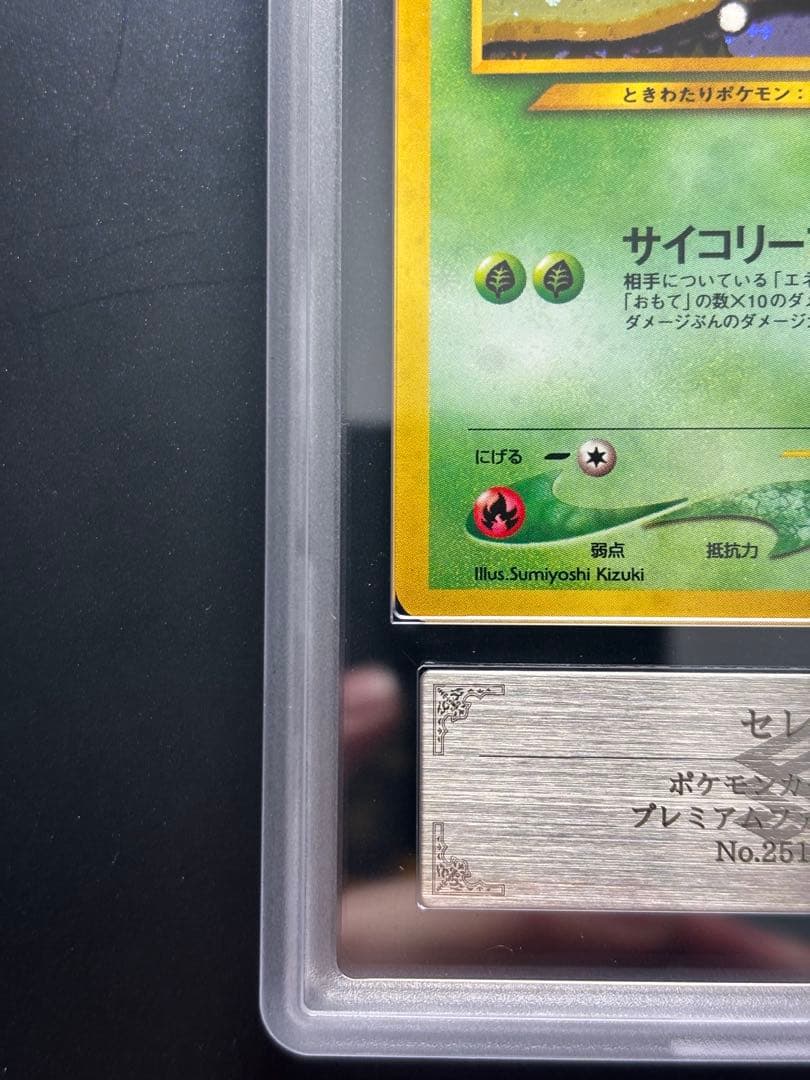 ときわたりポケモン：
サイコリー
相手についている「エネ
「おもて」の数×10のダメ
ダメージぶんのダメージ
にげる
弱点 抵抗力
Illus.Sumiyoshi Kizuki
セレ
ポケモンカ
プレミアムファ
No.251